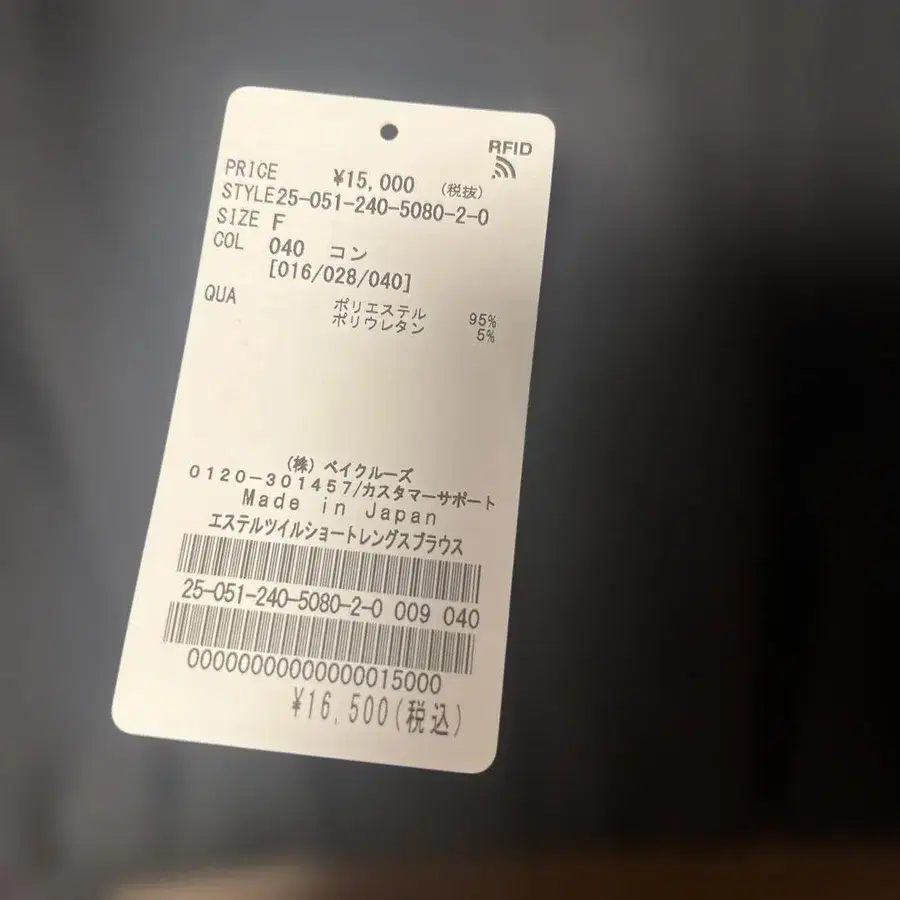 RFID
PRICE ¥15,000 (税抜)
STYLE25-051-240-5080-2-0
SIZE F
COL 040 コン
[016/028/040]
QUA ポリエステル 95%
ポリウレタン 5%
(株) ベイクルーズ
0120-301457/カスタマーサポート
Made in Japan
エステルツイルショートレングスブラウス
25-051-240-5080-2-0 009 040
00000000000000015000
¥16,500(税込)